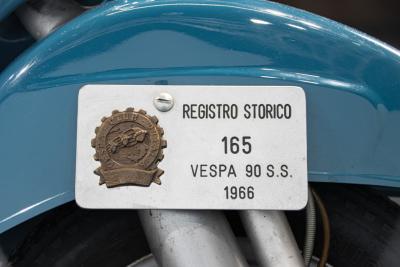 REGISTRO STORICO
165
VESPA 90 S.S.
1966